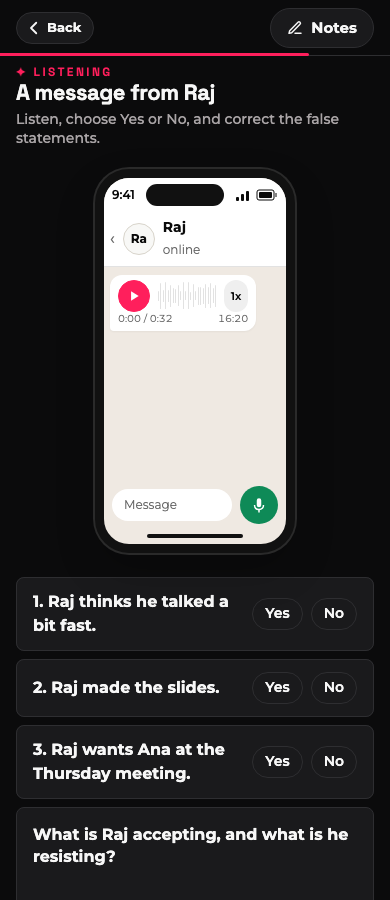 Back
Notes
✦ LISTENING
A message from Raj
Listen, choose Yes or No, and correct the false
statements.
9:41
Ra
Raj
online
1x
0:00 / 0:32
16:20
Message
1. Raj thinks he talked a
bit fast.
Yes
No
2. Raj made the slides.
Yes
No
3. Raj wants Ana at the
Thursday meeting.
Yes
No
What is Raj accepting, and what is he
resisting?